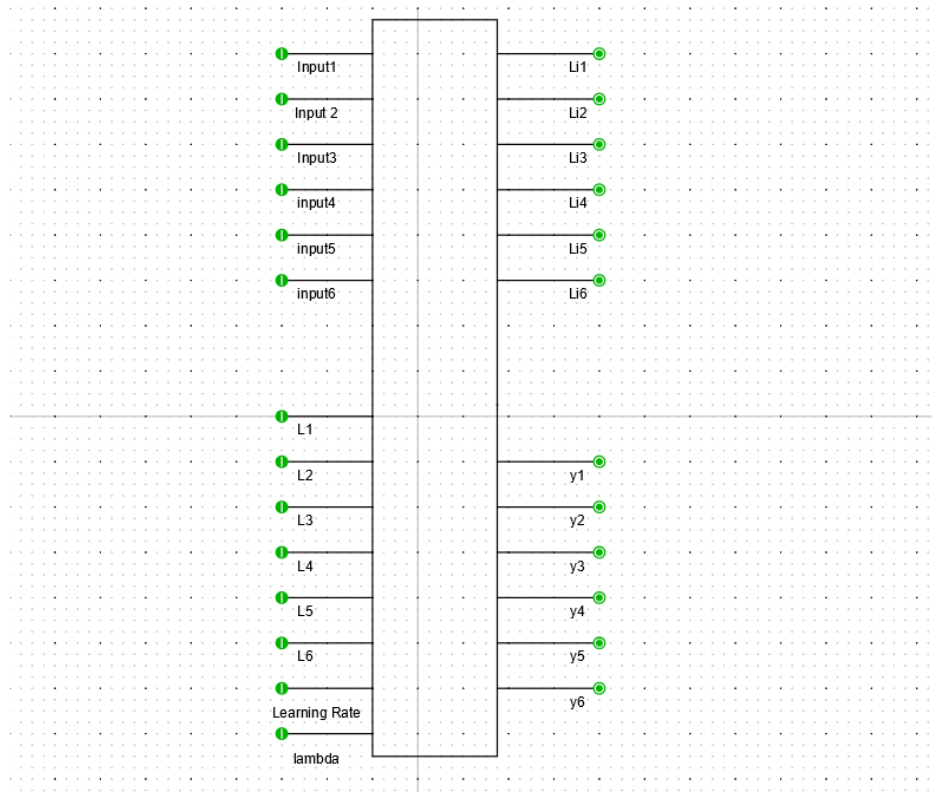 Input1
Li1
Input 2
Li2
Input3
Li3
input4
Li4
input5
Li5
input6
Li6
L1
L2
y1
L3
y2
L4
y3
L5
y4
L6
y5
Learning Rate
y6
lambda